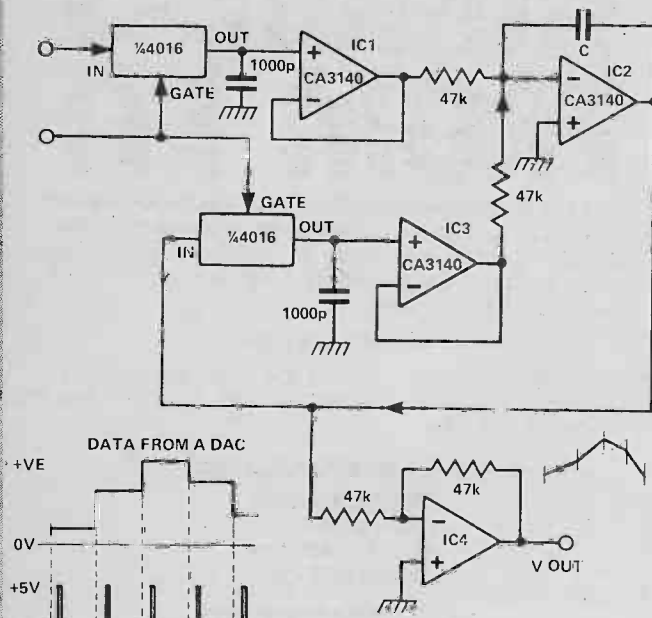 ¼4016
OUT
1000p
IN
GATE
+
−
IC1
CA3140
47k
C
−
IC2
CA3140
+
47k
GATE
¼4016
OUT
IN
1000p
+
IC3
CA3140
−
DATA FROM A DAC
+VE
0V
+5V
47k
47k
−
IC4
+
V OUT